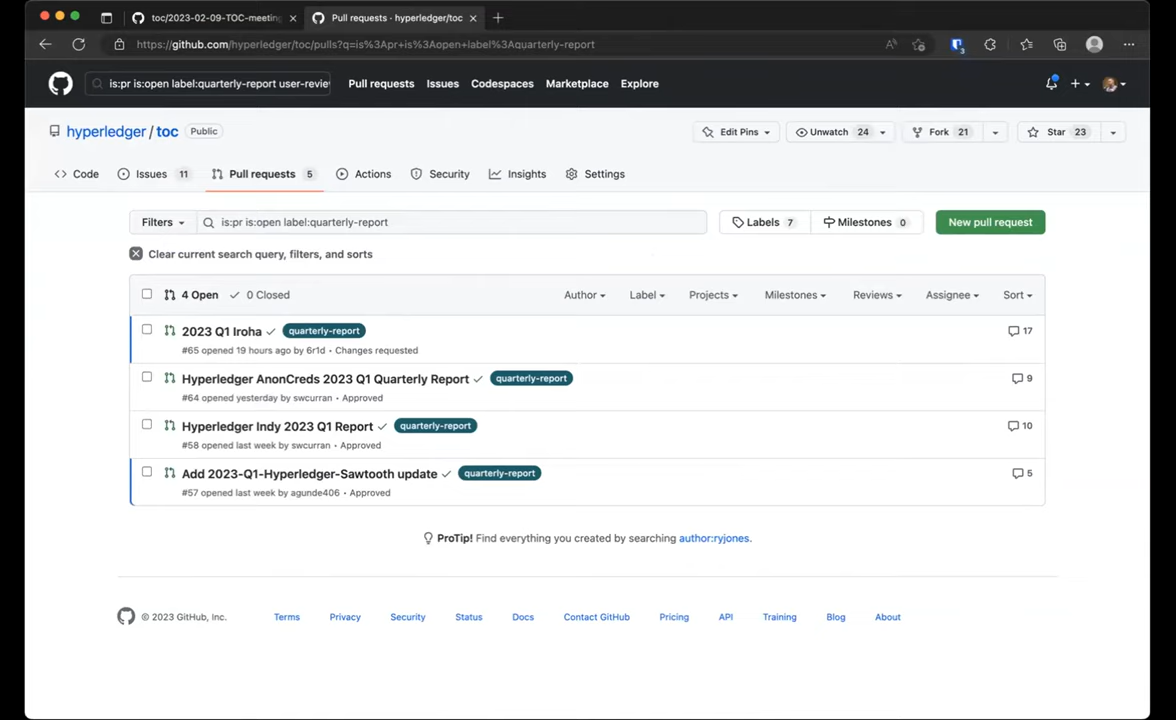 toc/2023-02-09-TOC-meeting
Pull requests · hyperledger/toc
https://github.com/hyperledger/toc/pulls?q=is%3Apr+is%3Aopen+label%3Aquarterly-report
is:pr is:open label:quarterly-report user-revie
Pull requests Issues Codespaces Marketplace Explore
hyperledger / toc Public
Edit Pins Unwatch 24 Fork 21 Star 23
Code Issues 11 Pull requests 5 Actions Security Insights Settings
Filters is:pr is:open label:quarterly-report Labels 7 Milestones 0 New pull request
Clear current search query, filters, and sorts
4 Open 0 Closed Author Label Projects Milestones Reviews Assignee Sort
2023 Q1 Iroha quarterly-report 17
#65 opened 19 hours ago by 6r1d • Changes requested
Hyperledger AnonCreds 2023 Q1 Quarterly Report quarterly-report 9
#64 opened yesterday by swcurran • Approved
Hyperledger Indy 2023 Q1 Report quarterly-report 10
#58 opened last week by swcurran • Approved
Add 2023-Q1-Hyperledger-Sawtooth update quarterly-report 5
#57 opened last week by agunde406 • Approved
ProTip! Find everything you created by searching author:ryjones.
© 2023 GitHub, Inc. Terms Privacy Security Status Docs Contact GitHub Pricing API Training Blog About